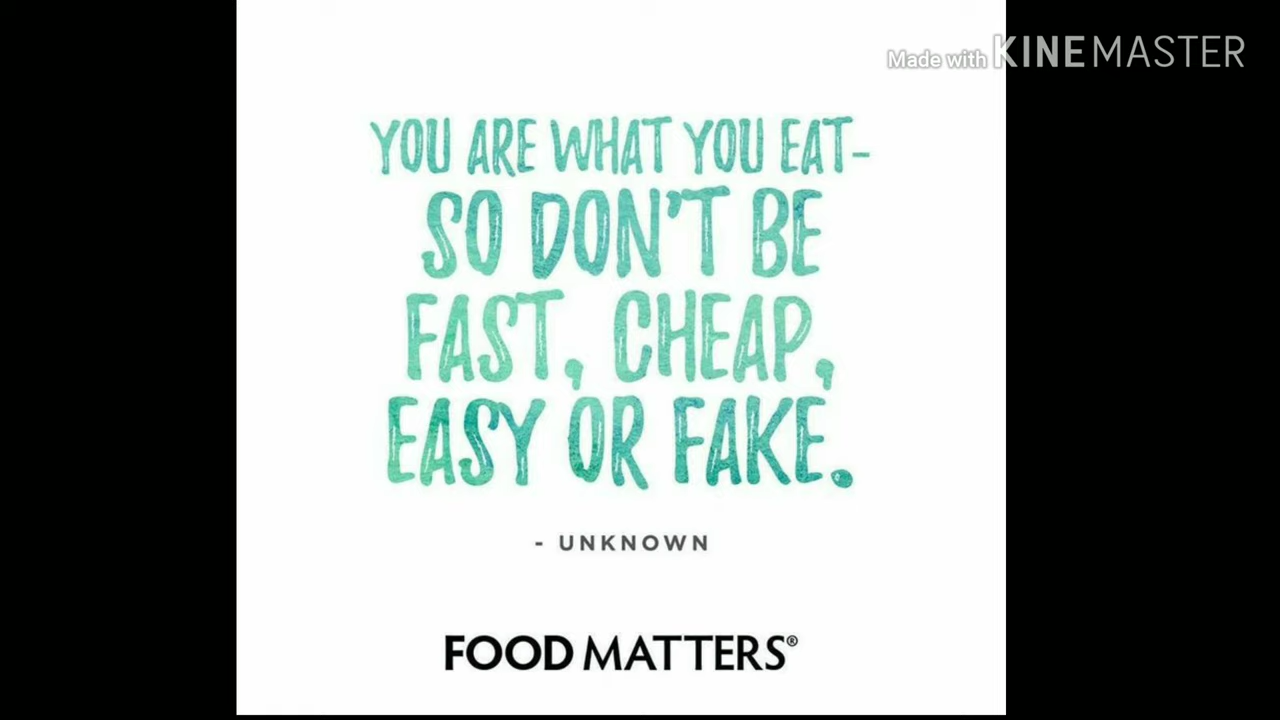 Made with KINEMASTER
YOU ARE WHAT YOU EAT-
SO DON'T BE
FAST, CHEAP,
EASY OR FAKE.
- UNKNOWN
FOOD MATTERS®